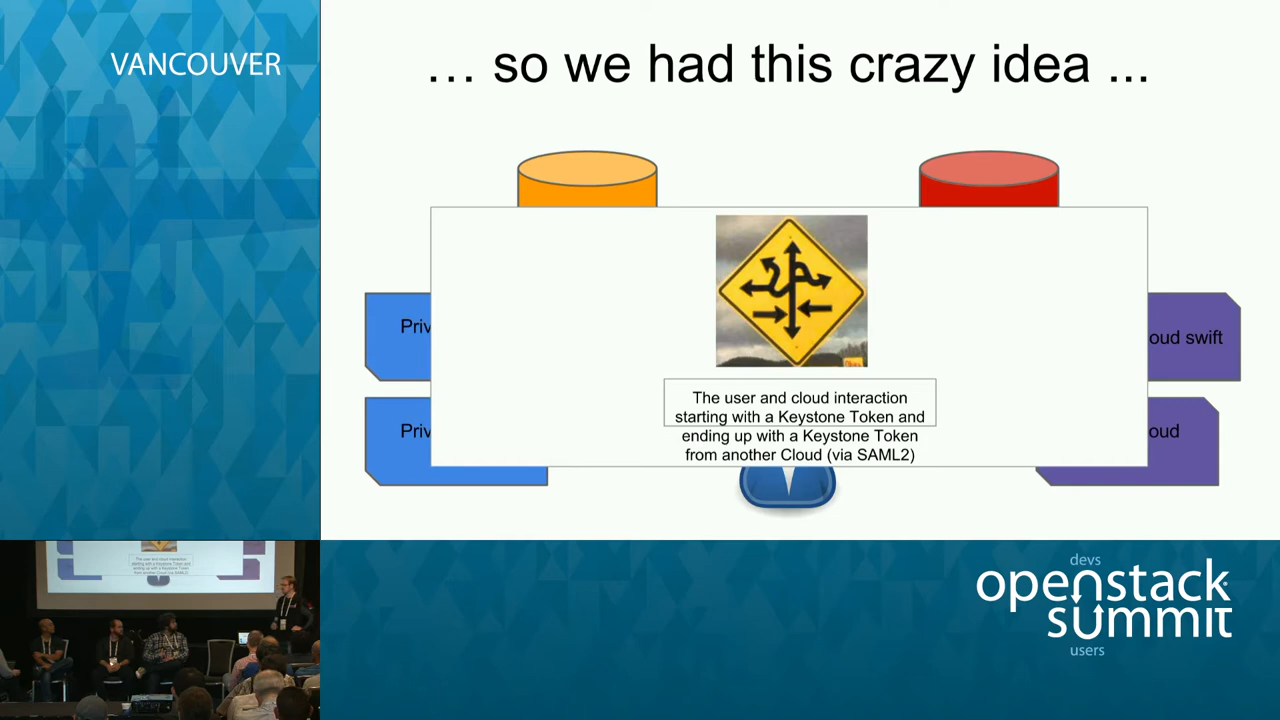 VANCOUVER
... so we had this crazy idea ...
Priv
oud swift
Priv
oud
The user and cloud interaction
starting with a Keystone Token and
ending up with a Keystone Token
from another Cloud (via SAML2)
devs
openstack
summit
users